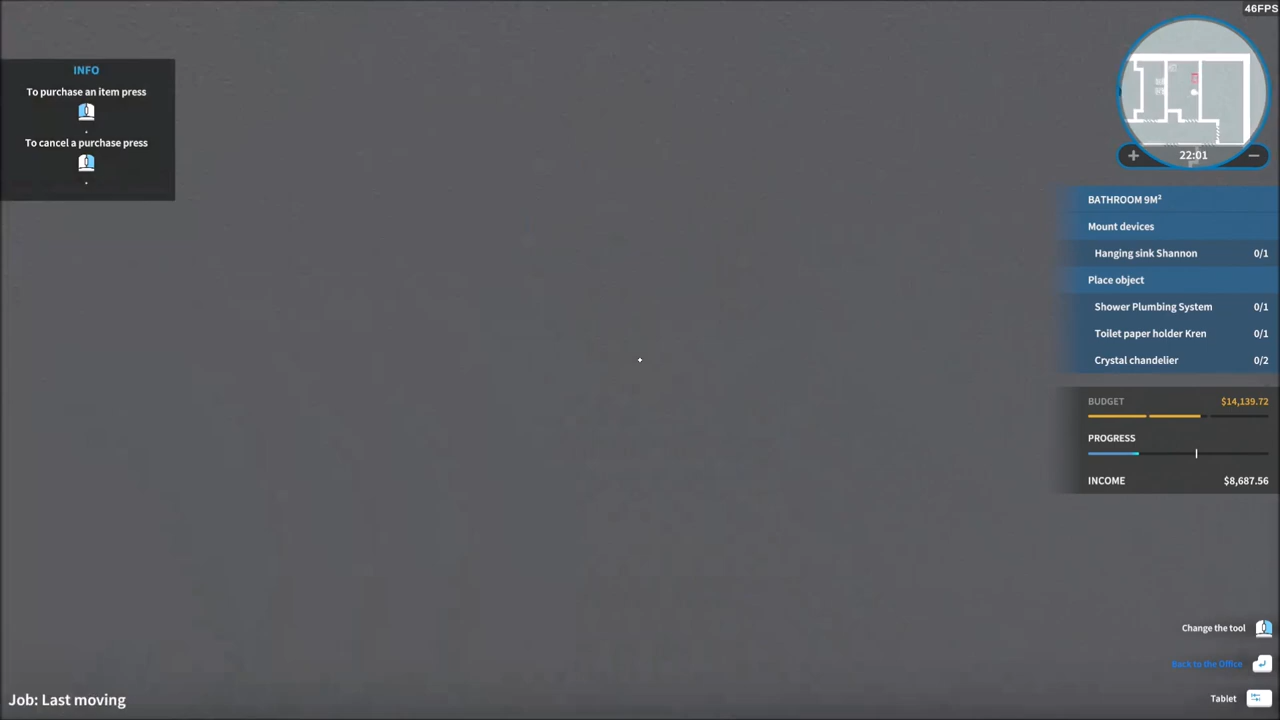 46FPS
INFO
To purchase an item press
.
To cancel a purchase press
.
22:01
BATHROOM 9M²
Mount devices
Hanging sink Shannon 0/1
Place object
Shower Plumbing System 0/1
Toilet paper holder Kren 0/1
Crystal chandelier 0/2
BUDGET $14,139.72
PROGRESS
INCOME $8,687.56
Change the tool
Back to the Office
Tablet
Job: Last moving